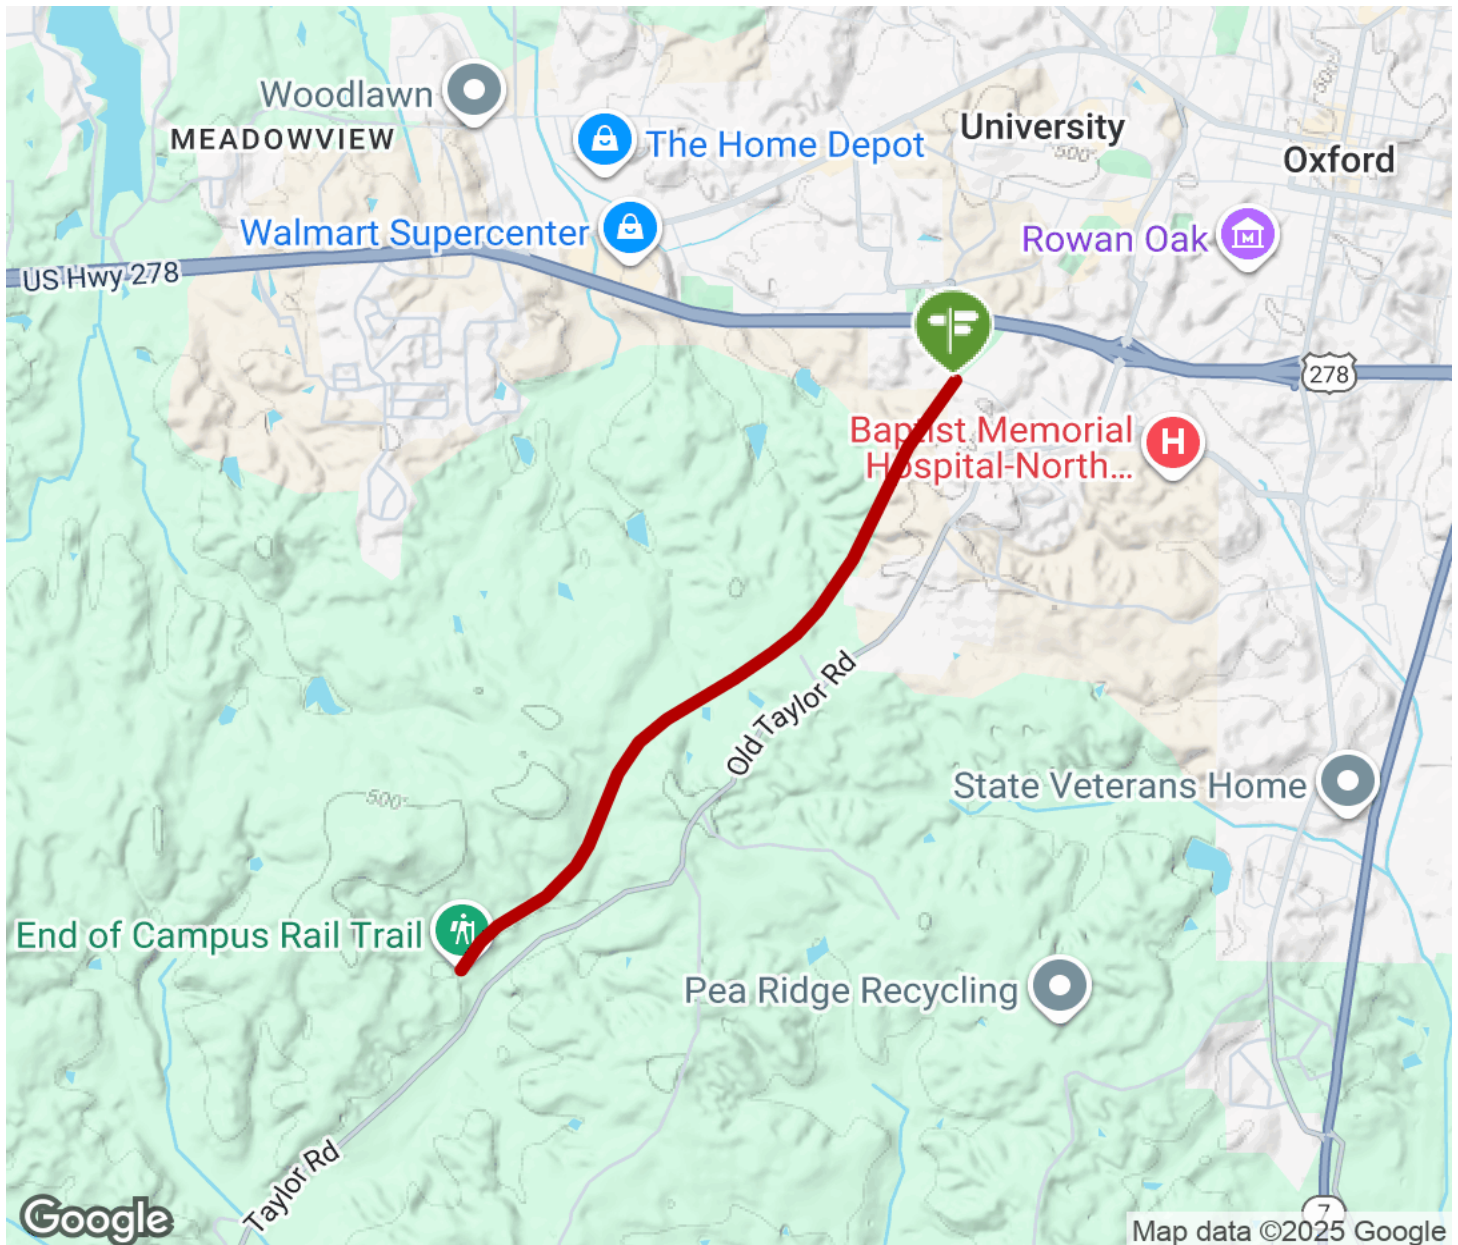 Woodlawn
MEADOWVIEW
The Home Depot
University
500'
Oxford
Walmart Supercenter
Rowan Oak
US Hwy 278
278
Baptist Memorial
Hospital-North...
H
Old Taylor Rd
State Veterans Home
500'
End of Campus Rail Trail
Pea Ridge Recycling
Taylor Rd
7
Google
Map data ©2025 Google